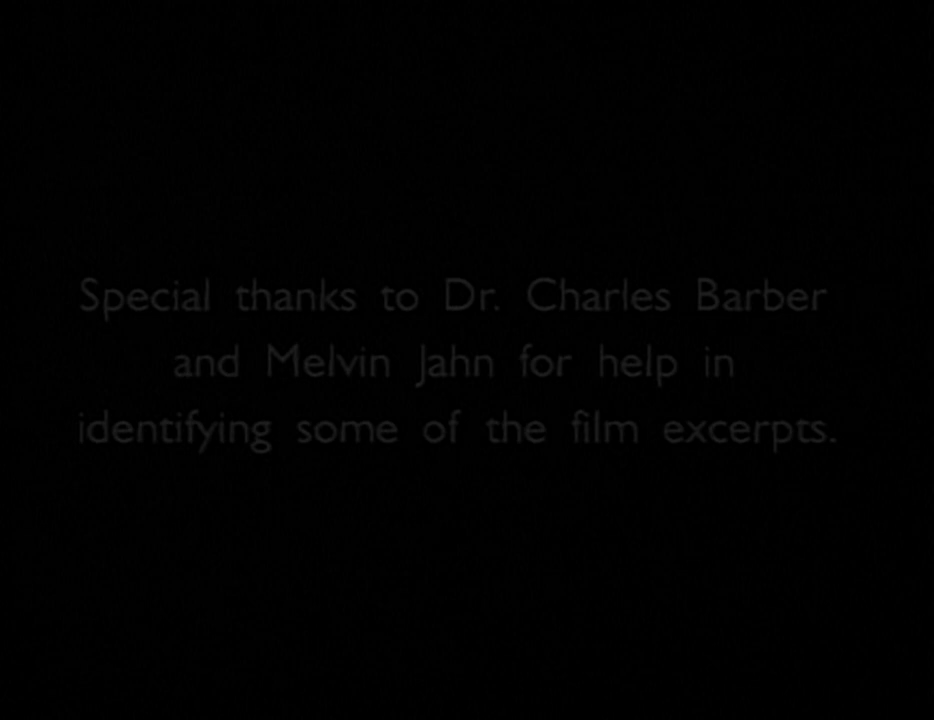 Special thanks to Dr. Charles Barber
and Melvin Jahn for help in
identifying some of the film excerpts.